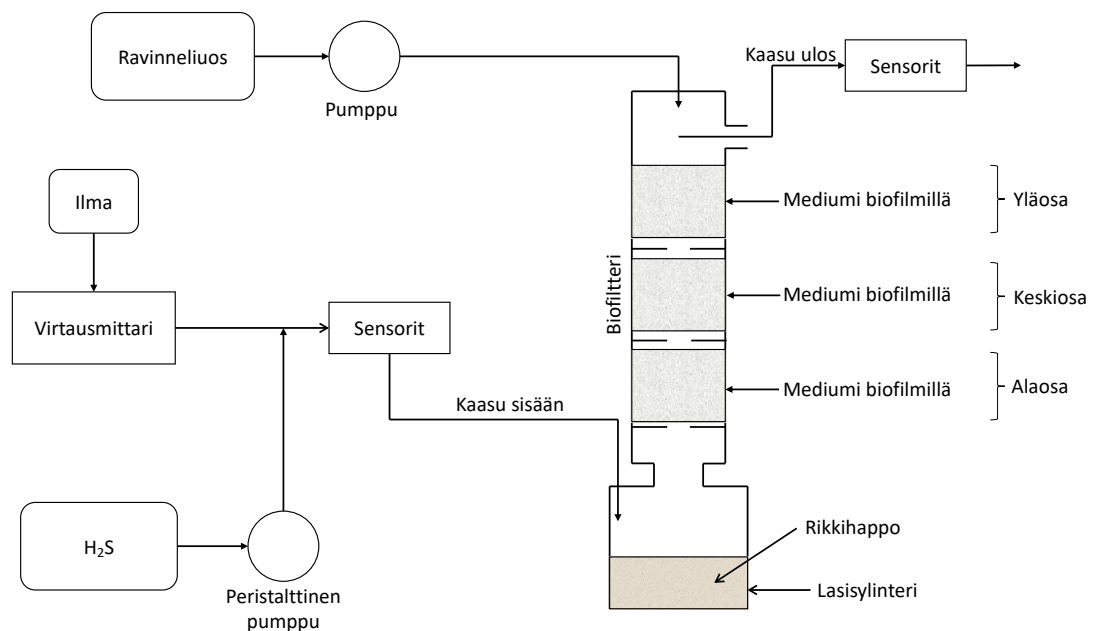 Ravinneliuos
Pumppu
Kaasu ulos
Sensorit
Ilma
Virtausmittari
Sensorit
Kaasu sisään
H₂S
Peristalttinen
pumppu
Biofiltteri
Mediumi biofilmillä
Yläosa
Mediumi biofilmillä
Keskiosa
Mediumi biofilmillä
Alaosa
Rikkihappo
Lasisylinteri